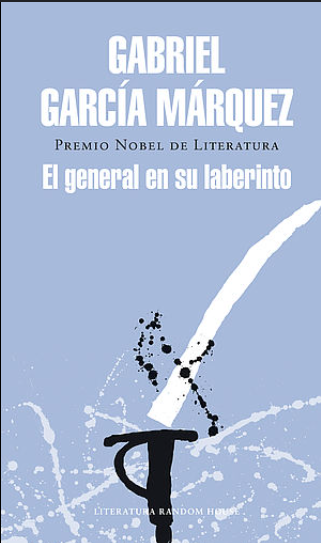 GABRIEL
GARCÍA MÁRQUEZ
PREMIO NOBEL DE LITERATURA
El general en su laberinto
LITERATURA RANDOM HOUSE